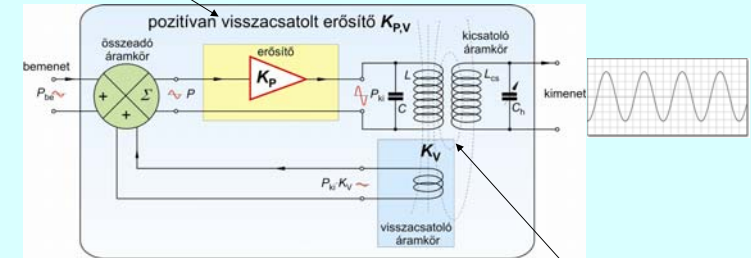 pozitívan visszacsatolt erősítő K_P,V
összeadó
áramkör
erősítő
kicsatoló
áramkör
bemenet
P_be
+
Σ
+
+
P
K_P
P_ki
L
C
L_cs
C_h
kimenet
K_V
P_ki K_V
visszacsatoló
áramkör